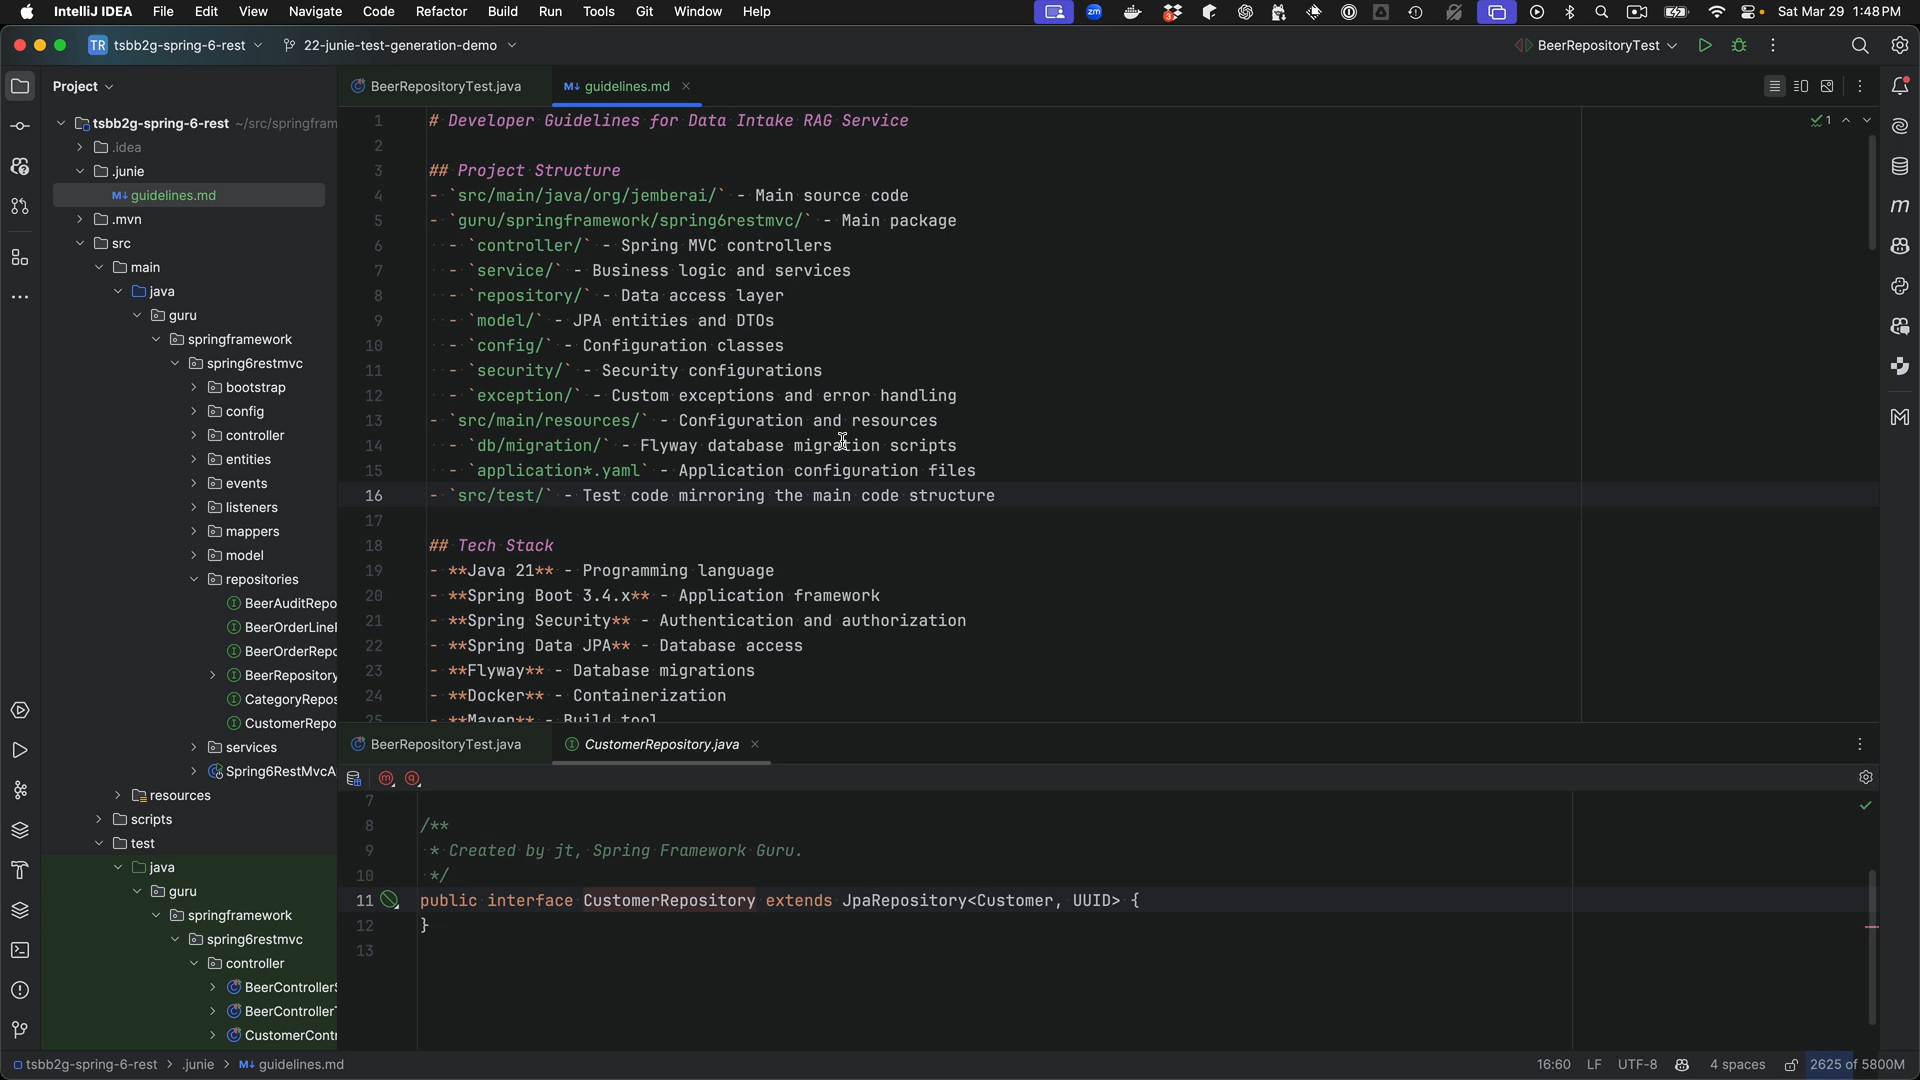 IntelliJ IDEA File Edit View Navigate Code Refactor Build Run Tools Git Window Help
Sat Mar 29 1:48 PM
TR tsbb2g-spring-6-rest
22-junie-test-generation-demo
BeerRepositoryTest
Project
tsbb2g-spring-6-rest ~/src/springfram
.idea
.junie
guidelines.md
.mvn
src
main
java
guru
springframework
spring6restmvc
bootstrap
config
controller
entities
events
listeners
mappers
model
repositories
BeerAuditRepo
BeerOrderLine
BeerOrderRepo
BeerRepository
CategoryRepos
CustomerRepo
services
Spring6RestMvcA
resources
scripts
test
java
guru
springframework
spring6restmvc
controller
BeerController
BeerController
CustomerContr
BeerRepositoryTest.java
M↓ guidelines.md
1
1 # Developer Guidelines for Data Intake RAG Service
2
3 ## Project Structure
4 - `src/main/java/org/jemberai/` - Main source code
5 - `guru/springframework/spring6restmvc/` - Main package
6 - `controller/` - Spring MVC controllers
7 - `service/` - Business logic and services
8 - `repository/` - Data access layer
9 - `model/` - JPA entities and DTOs
10 - `config/` - Configuration classes
11 - `security/` - Security configurations
12 - `exception/` - Custom exceptions and error handling
13 - `src/main/resources/` - Configuration and resources
14 - `db/migration/` - Flyway database migration scripts
15 - `application*.yaml` - Application configuration files
16 - `src/test/` - Test code mirroring the main code structure
17
18 ## Tech Stack
19 - **Java 21** - Programming language
20 - **Spring Boot 3.4.x** - Application framework
21 - **Spring Security** - Authentication and authorization
22 - **Spring Data JPA** - Database access
23 - **Flyway** - Database migrations
24 - **Docker** - Containerization
25 - **Maven** - Build tool
BeerRepositoryTest.java
CustomerRepository.java
7
8 /**
9 * Created by jt, Spring Framework Guru.
10 */
11 public interface CustomerRepository extends JpaRepository<Customer, UUID> {
12 }
13
tsbb2g-spring-6-rest > .junie > M↓ guidelines.md
16:60 LF UTF-8 4 spaces 2625 of 5800M